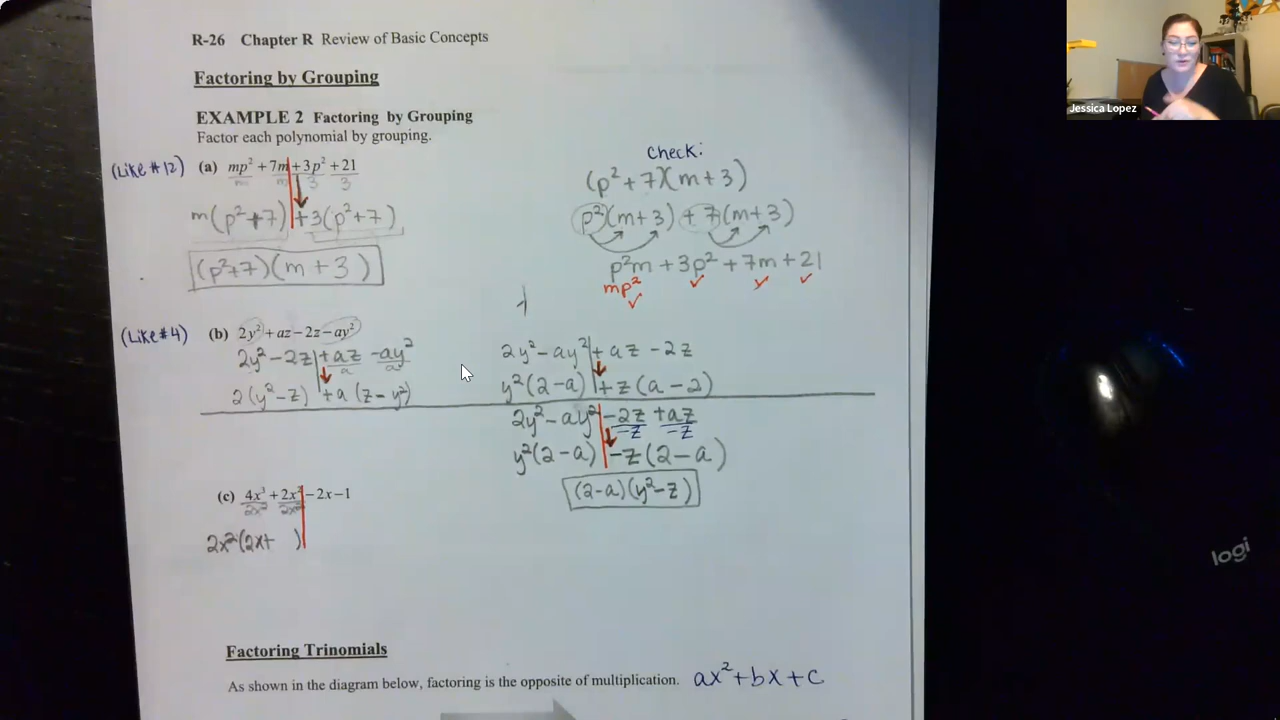 R-26 Chapter R Review of Basic Concepts
Factoring by Grouping
EXAMPLE 2 Factoring by Grouping
Factor each polynomial by grouping.
(Like #12) (a) mp² + 7m + 3p² + 21
m m 3 3
m(p² + 7) + 3(p² + 7)
(p²+7)(m + 3)
check:
(p² + 7)(m + 3)
p²(m + 3) + 7(m + 3)
p²m + 3p² + 7m + 21
mp² ✓ ✓ ✓
✓
(Like #4) (b) 2y² + az − 2z − ay²
2y² − 2z + az − ay²
a a
2(y² − z) + a(z − y²)
2y² − ay² + az − 2z
y²(2 − a) + z(a − 2)
2y² − ay² − 2z + az
−z −z
y²(2 − a) − z(2 − a)
(2−a)(y²−z)
(c) 4x³ + 2x² − 2x − 1
2x² 2x²
2x²(2x+ )
Factoring Trinomials
As shown in the diagram below, factoring is the opposite of multiplication. ax² + bx + c
Jessica Lopez
logi